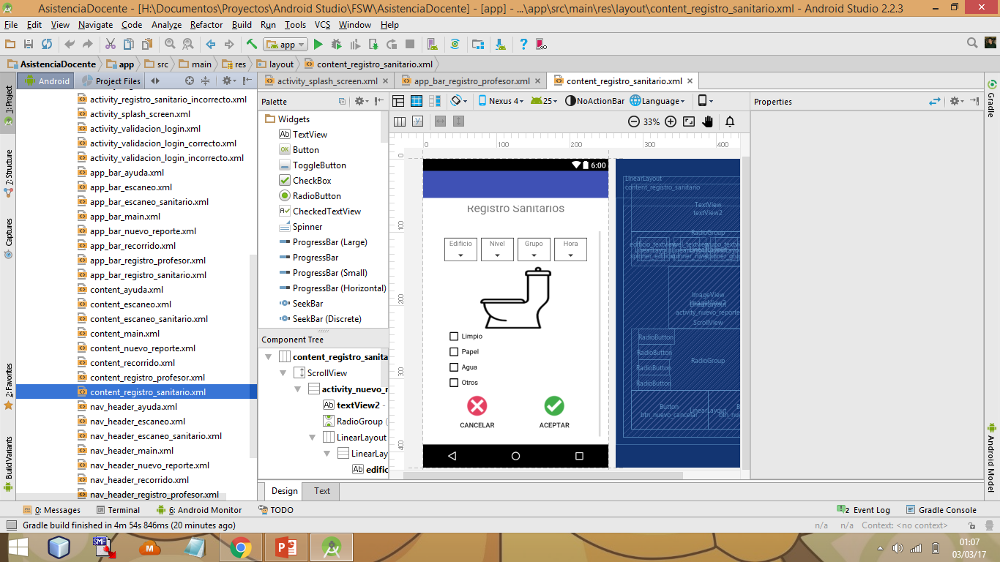 AsistenciaDocente - [H:\Documentos\Proyectos\Android Studio\FSW\AsistenciaDocente] - [app] - ...\app\src\main\res\layout\content_registro_sanitario.xml - Android Studio 2.2.3
File Edit View Navigate Code Analyze Refactor Build Run Tools VCS Window Help
app
AsistenciaDocente app src main res layout content_registro_sanitario.xml
Android Project Files
activity_splash_screen.xml app_bar_registro_profesor.xml content_registro_sanitario.xml
1: Project
7: Structure
Captures
2: Favorites
Build Variants
activity_registro_sanitario_incorrecto.xml
activity_splash_screen.xml
activity_validacion_login.xml
activity_validacion_login_correcto.xml
activity_validacion_login_incorrecto.xml
app_bar_ayuda.xml
app_bar_escaneo.xml
app_bar_escaneo_sanitario.xml
app_bar_main.xml
app_bar_nuevo_reporte.xml
app_bar_recorrido.xml
app_bar_registro_profesor.xml
app_bar_registro_sanitario.xml
content_ayuda.xml
content_escaneo.xml
content_escaneo_sanitario.xml
content_main.xml
content_nuevo_reporte.xml
content_recorrido.xml
content_registro_profesor.xml
content_registro_sanitario.xml
nav_header_ayuda.xml
nav_header_escaneo.xml
nav_header_escaneo_sanitario.xml
nav_header_main.xml
nav_header_nuevo_reporte.xml
nav_header_recorrido.xml
nav_header_registro_profesor.xml
Palette
Widgets
Ab TextView
OK Button
ToggleButton
CheckBox
RadioButton
CheckedTextView
Spinner
ProgressBar (Large)
ProgressBar
ProgressBar (Small)
ProgressBar (Horizontal)
SeekBar
SeekBar (Discrete)
Component Tree
content_registro_sanita
ScrollView
activity_nuevo_r
Ab textView2 -
RadioGroup (
LinearLayout
LinearLay
Ab edific
Nexus 4 25 NoActionBar Language
33%
0 100 200 300 400
0
100
200
300
400
6:00
Registro Sanitarios
Edificio Nivel Grupo Hora
Limpio
Papel
Agua
Otros
CANCELAR ACEPTAR
LinearLayout
content_registro_sanitario
TextView
textView2
RadioGroup
ImageView
activity_nuevo_reporte
ScrollView
RadioButton
RadioButton
RadioButton
RadioButton
RadioGroup
Button
btn_nuevo_cancelar
LinearLayout
Properties
Gradle
Android Model
Design Text
0: Messages Terminal 6: Android Monitor TODO 2 Event Log Gradle Console
Gradle build finished in 4m 54s 846ms (20 minutes ago) n/a n/a Context: <no context>
SMF
01:07
03/03/17